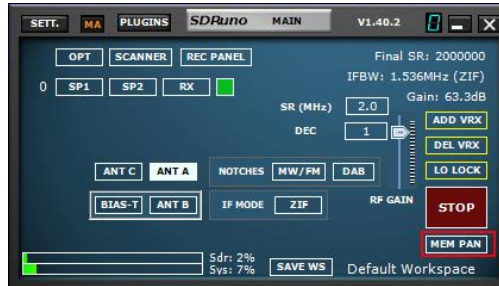 SETT. MA PLUGINS SDRuno MAIN V1.40.2 0
OPT SCANNER REC PANEL Final SR: 2000000
IFBW: 1.536MHz (ZIF)
0 SP1 SP2 RX Gain: 63.3dB
SR (MHz) 2.0
ADD VRX
DEC 1
DEL VRX
ANT C ANT A NOTCHES MW/FM DAB LO LOCK
BIAS-T ANT B IF MODE ZIF RF GAIN STOP
MEM PAN
Sdr: 2%
Sys: 7% SAVE WS Default Workspace